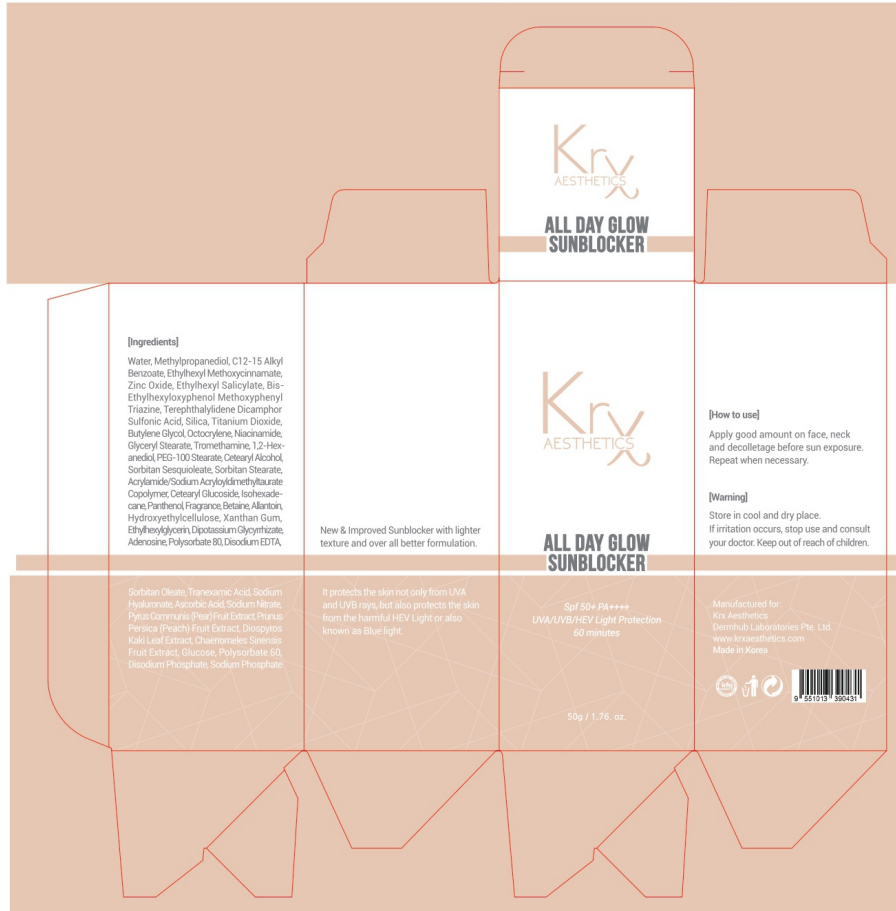 Krx
AESTHETICS
ALL DAY GLOW
SUNBLOCKER
[Ingredients]
Water, Methylpropanediol, C12-15 Alkyl
Benzoate, Ethylhexyl Methoxycinnamate,
Zinc Oxide, Ethylhexyl Salicylate, Bis-
Ethylhexyloxyphenol Methoxyphenyl
Triazine, Terephthalylidene Dicamphor
Sulfonic Acid, Silica, Titanium Dioxide,
Butylene Glycol, Octocrylene, Niacinamide,
Glyceryl Stearate, Tromethamine, 1,2-Hex-
anediol, PEG-100 Stearate, Cetearyl Alcohol,
Sorbitan Sesquioleate, Sorbitan Stearate,
Acrylamide/Sodium Acryloyldimethyltaurate
Copolymer, Cetearyl Glucoside, Isohexade-
cane, Panthenol, Fragrance, Betaine, Allantoin,
Hydroxyethylcellulose, Xanthan Gum,
Ethylhexylglycerin, Dipotassium Glycyrrhizate,
Adenosine, Polysorbate 80, Disodium EDTA,
Sorbitan Oleate, Tranexamic Acid, Sodium
Hyaluronate, Ascorbic Acid, Sodium Nitrate,
Pyrus Communis (Pear) Fruit Extract, Prunus
Persica (Peach) Fruit Extract, Diospyros
Kaki Leaf Extract, Chaenomeles Sinensis
Fruit Extract, Glucose, Polysorbate 60,
Disodium Phosphate, Sodium Phosphate
New & Improved Sunblocker with lighter
texture and over all better formulation.
It protects the skin not only from UVA
and UVB rays, but also protects the skin
from the harmful HEV Light or also
known as Blue light.
Krx
AESTHETICS
ALL DAY GLOW
SUNBLOCKER
Spf 50+ PA++++
UVA/UVB/HEV Light Protection
60 minutes
50g / 1.76. oz.
[How to use]
Apply good amount on face, neck
and decolletage before sun exposure.
Repeat when necessary.
[Warning]
Store in cool and dry place.
If irritation occurs, stop use and consult
your doctor. Keep out of reach of children.
Manufactured for:
Krx Aesthetics
Dermhub Laboratories Pte. Ltd.
www.krxaesthetics.com
Made in Korea
9 551013 390431